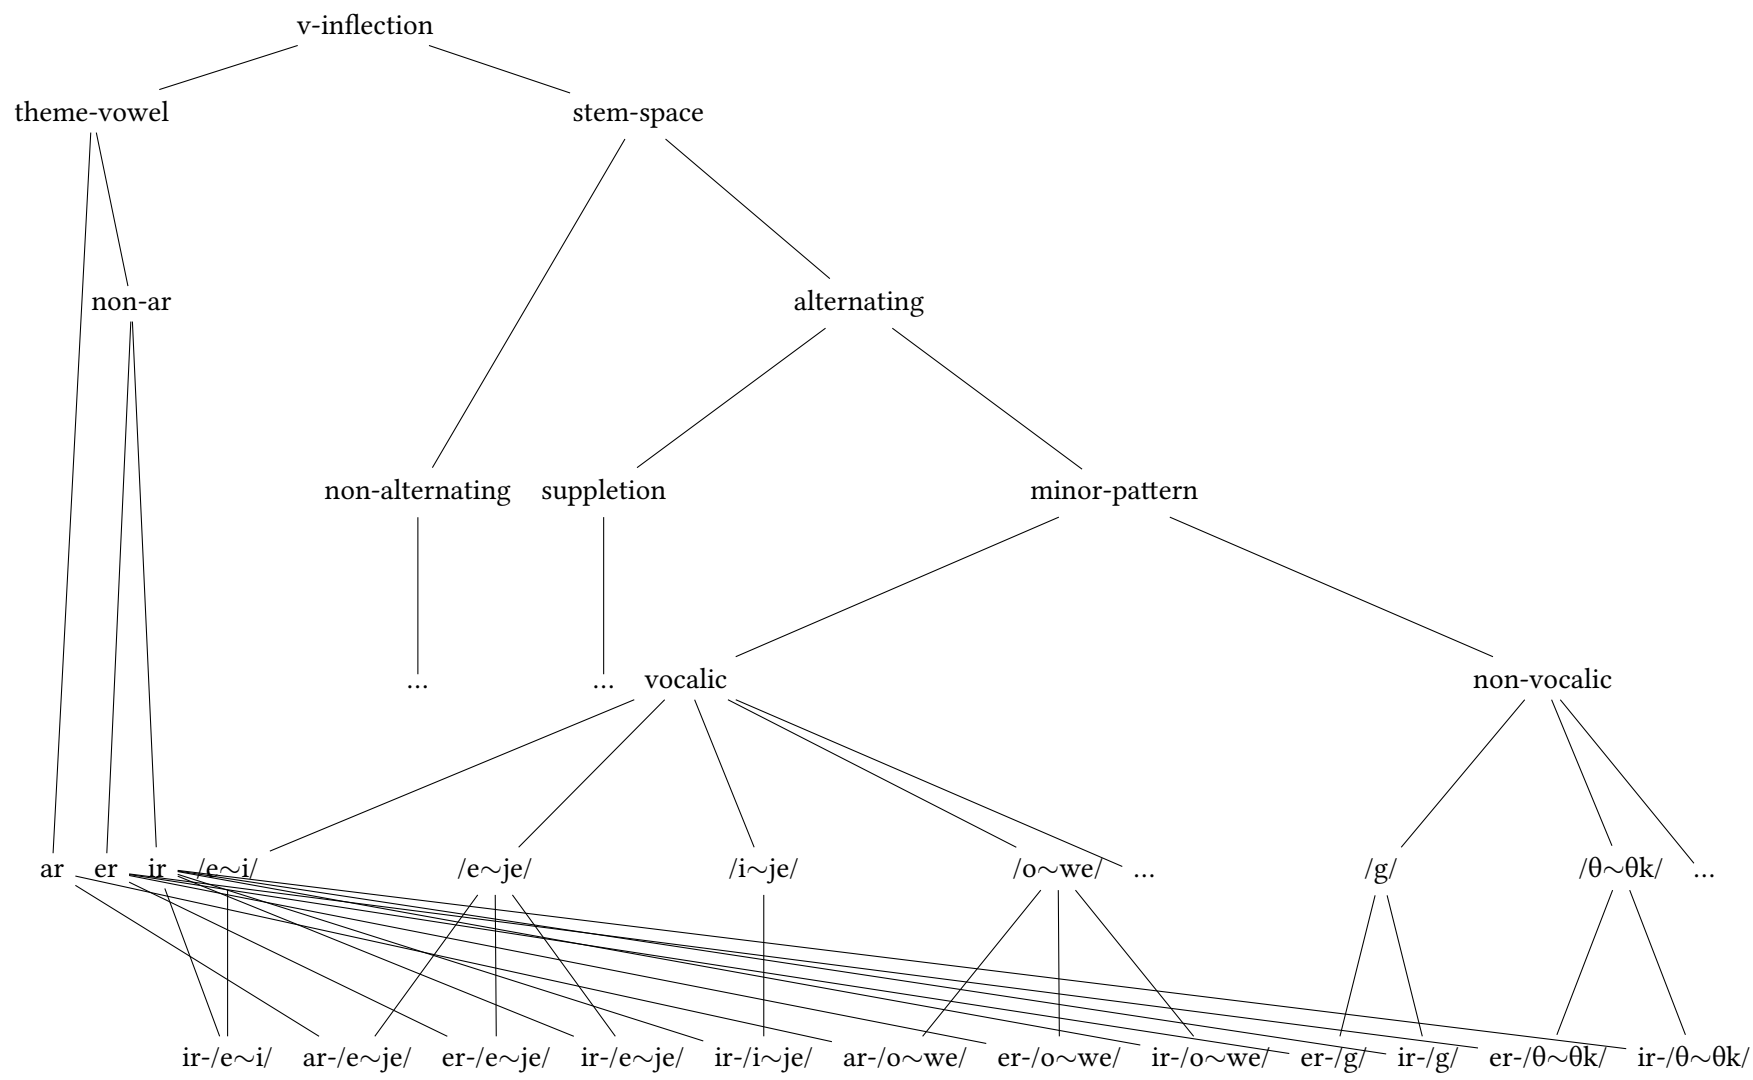 v-inflection
theme-vowel stem-space
non-ar alternating
non-alternating suppletion minor-pattern
... ... vocalic non-vocalic
ar er ir /e~i/ /e~je/ /i~je/ /o~we/ ... /g/ /θ~θk/ ...
ir-/e~i/ ar-/e~je/ er-/e~je/ ir-/e~je/ ir-/i~je/ ar-/o~we/ er-/o~we/ ir-/o~we/ er-/g/ ir-/g/ er-/θ~θk/ ir-/θ~θk/